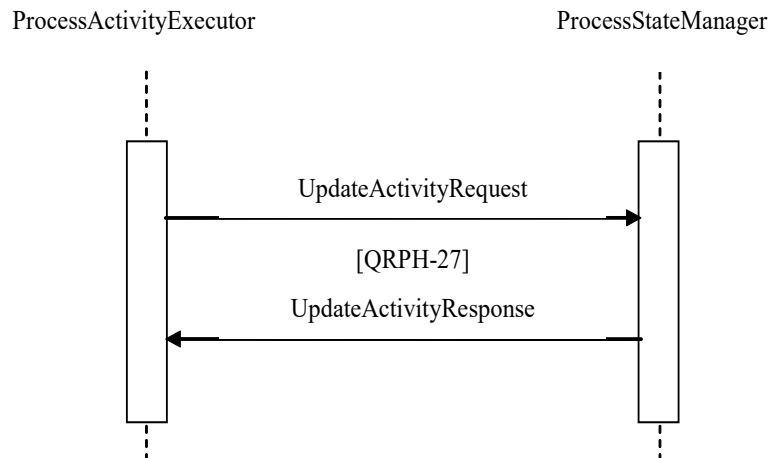 ProcessActivityExecutor
ProcessStateManager
UpdateActivityRequest
[QRPH-27]
UpdateActivityResponse